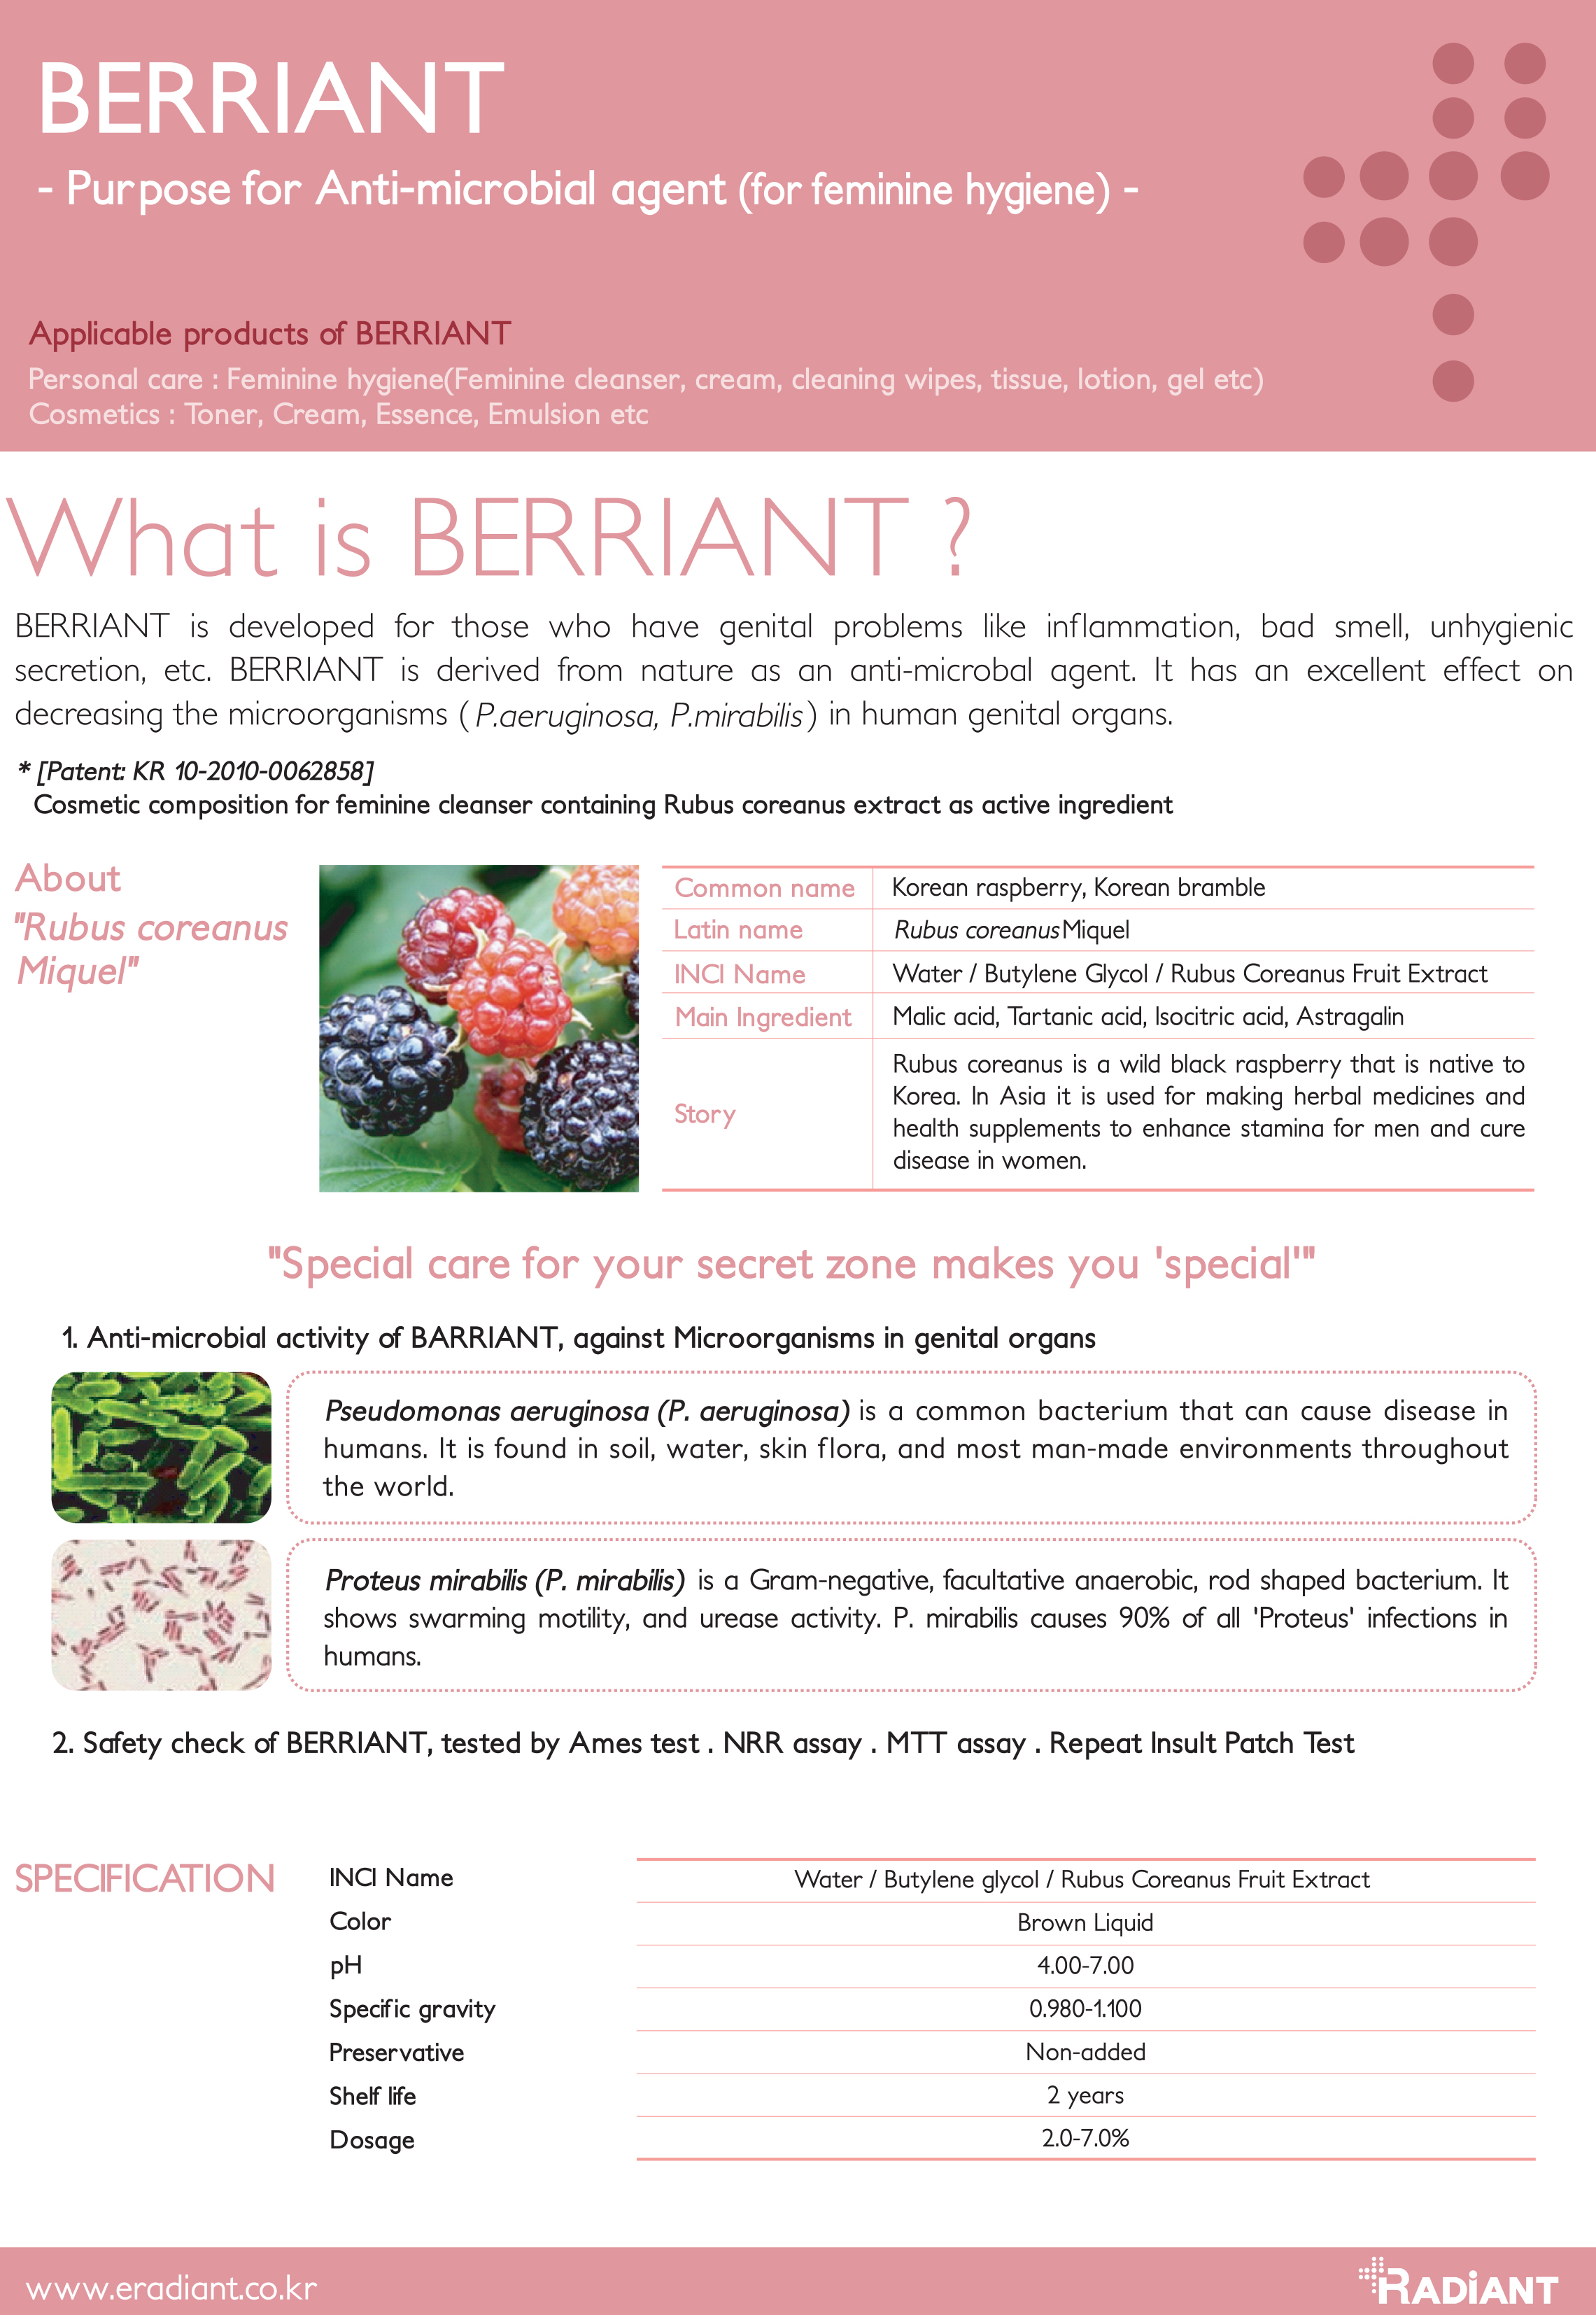 BERRIANT
- Purpose for Anti-microbial agent (for feminine hygiene) -
Applicable products of BERRIANT
Personal care : Feminine hygiene(Feminine cleanser, cream, cleaning wipes, tissue, lotion, gel etc)
Cosmetics : Toner, Cream, Essence, Emulsion etc
What is BERRIANT ?
BERRIANT is developed for those who have genital problems like inflammation, bad smell, unhygienic
secretion, etc. BERRIANT is derived from nature as an anti-microbal agent. It has an excellent effect on
decreasing the microorganisms (P.aeruginosa, P.mirabilis) in human genital organs.
* [Patent: KR 10-2010-0062858]
Cosmetic composition for feminine cleanser containing Rubus coreanus extract as active ingredient
About
"Rubus coreanus
Miquel"
Common name Korean raspberry, Korean bramble
Latin name Rubus coreanus Miquel
INCI Name Water / Butylene Glycol / Rubus Coreanus Fruit Extract
Main Ingredient Malic acid, Tartanic acid, Isocitric acid, Astragalin
Story
Rubus coreanus is a wild black raspberry that is native to
Korea. In Asia it is used for making herbal medicines and
health supplements to enhance stamina for men and cure
disease in women.
"Special care for your secret zone makes you 'special'"
1. Anti-microbial activity of BARRIANT, against Microorganisms in genital organs
Pseudomonas aeruginosa (P. aeruginosa) is a common bacterium that can cause disease in
humans. It is found in soil, water, skin flora, and most man-made environments throughout
the world.
Proteus mirabilis (P. mirabilis) is a Gram-negative, facultative anaerobic, rod shaped bacterium. It
shows swarming motility, and urease activity. P. mirabilis causes 90% of all 'Proteus' infections in
humans.
2. Safety check of BERRIANT, tested by Ames test . NRR assay . MTT assay . Repeat Insult Patch Test
SPECIFICATION
INCI Name Water / Butylene glycol / Rubus Coreanus Fruit Extract
Color Brown Liquid
pH 4.00-7.00
Specific gravity 0.980-1.100
Preservative Non-added
Shelf life 2 years
Dosage 2.0-7.0%
www.eradiant.co.kr
RADiANT